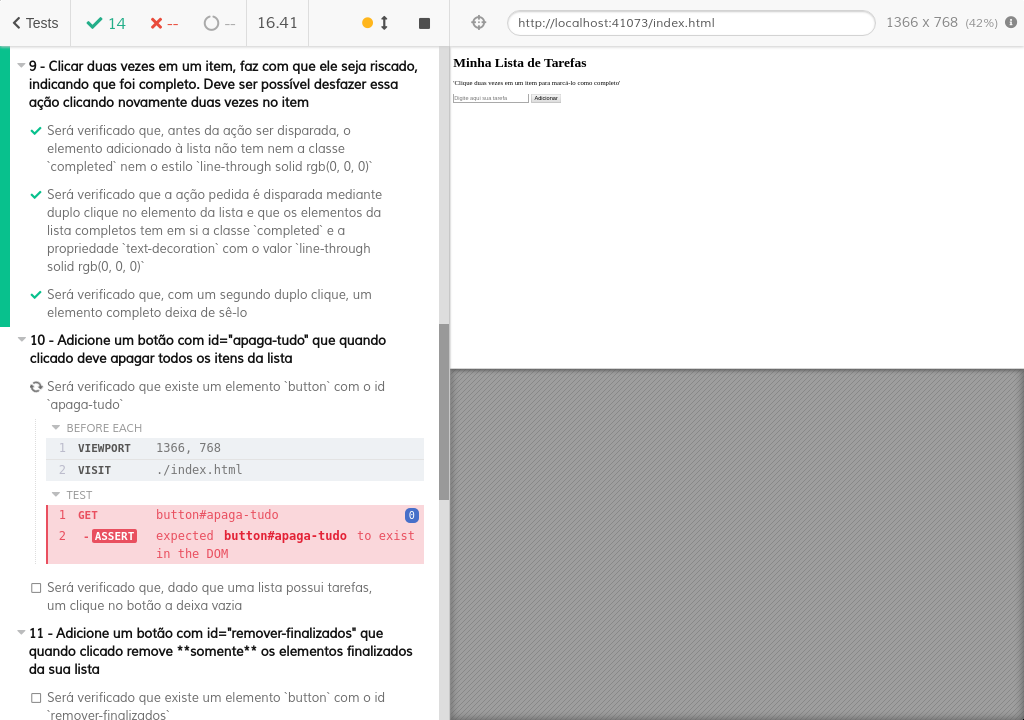 Tests
14
--
--
16.41
http://localhost:41073/index.html
1366 x 768 (42%)
9 - Clicar duas vezes em um item, faz com que ele seja riscado,
indicando que foi completo. Deve ser possível desfazer essa
ação clicando novamente duas vezes no item
Será verificado que, antes da ação ser disparada, o
elemento adicionado à lista não tem nem a classe
`completed` nem o estilo `line-through solid rgb(0, 0, 0)`
Será verificado que a ação pedida é disparada mediante
duplo clique no elemento da lista e que os elementos da
lista completos tem em si a classe `completed` e a
propriedade `text-decoration` com o valor `line-through
solid rgb(0, 0, 0)`
Será verificado que, com um segundo duplo clique, um
elemento completo deixa de sê-lo
10 - Adicione um botão com id="apaga-tudo" que quando
clicado deve apagar todos os itens da lista
Será verificado que existe um elemento `button` com o id
`apaga-tudo`
BEFORE EACH
1 VIEWPORT 1366, 768
2 VISIT ./index.html
TEST
1 GET button#apaga-tudo 0
2 -ASSERT expected button#apaga-tudo to exist
in the DOM
Será verificado que, dado que uma lista possui tarefas,
um clique no botão a deixa vazia
11 - Adicione um botão com id="remover-finalizados" que
quando clicado remove **somente** os elementos finalizados
da sua lista
Será verificado que existe um elemento `button` com o id
`remover-finalizados`
Minha Lista de Tarefas
'Clique duas vezes em um item para marcá-lo como completo'
Digite aqui sua tarefa Adicionar